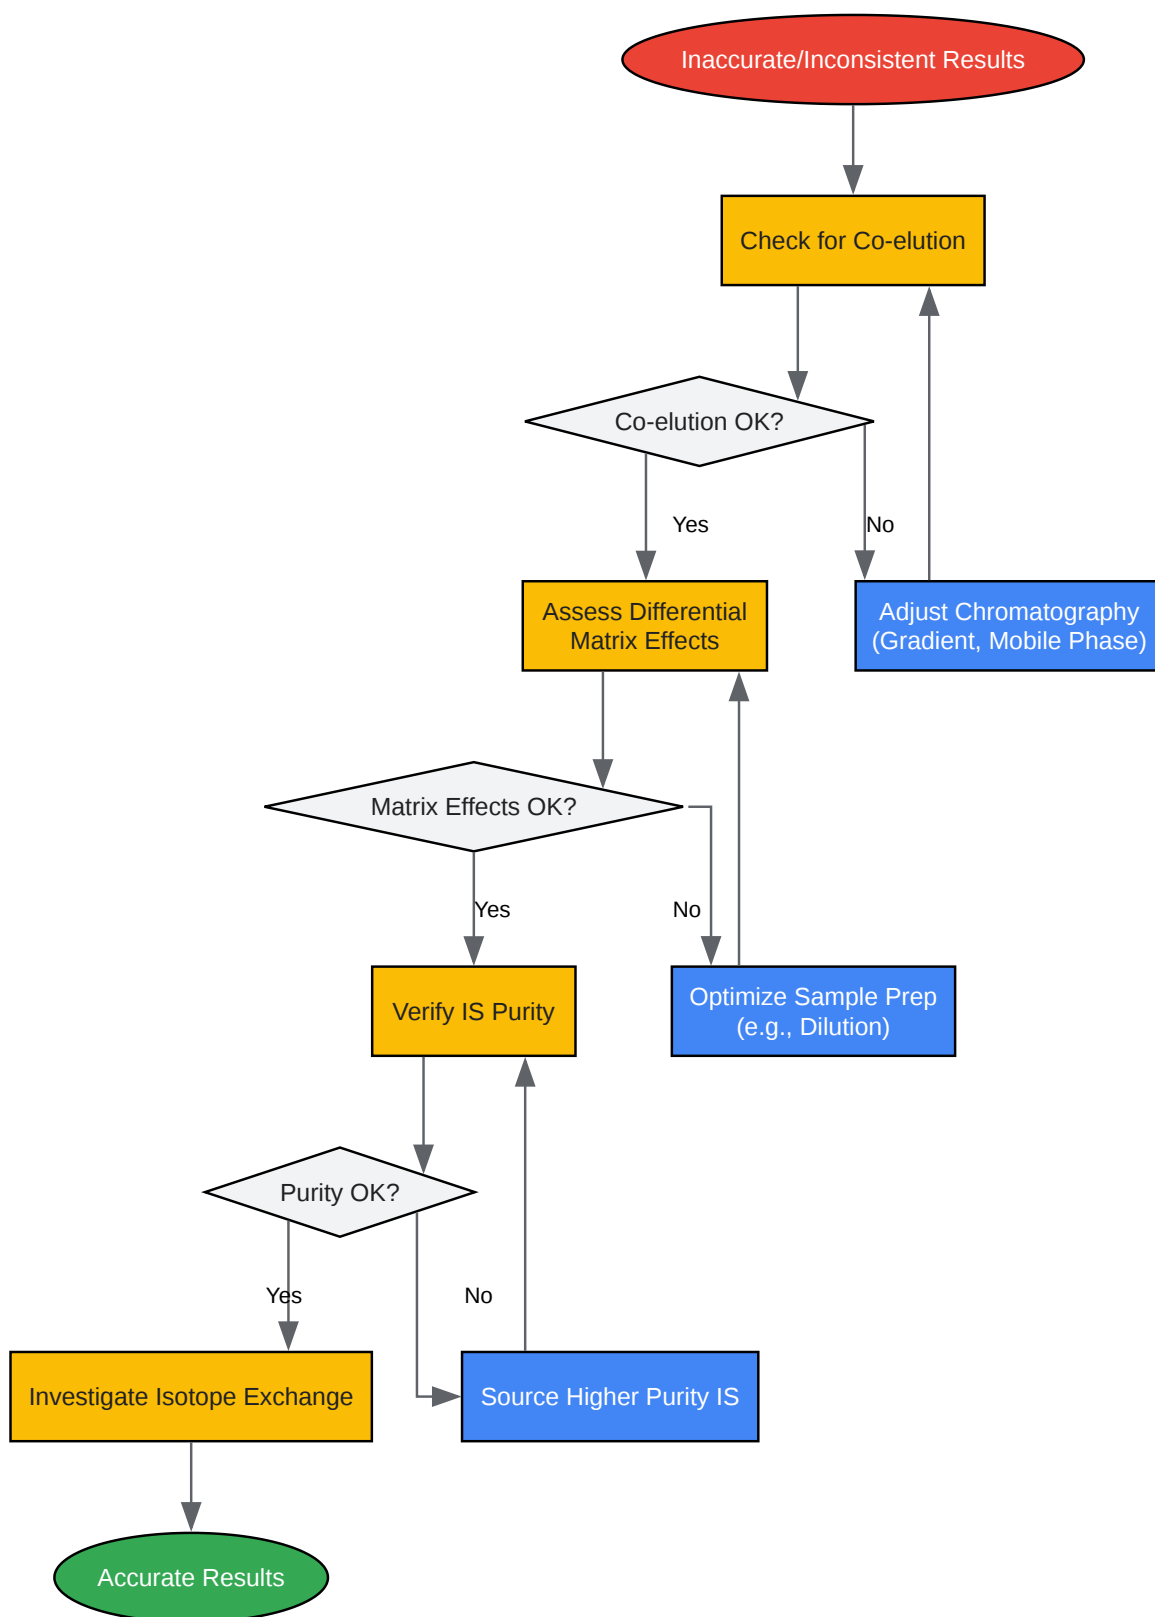 Inaccurate/Inconsistent Results
Check for Co-elution
Co-elution OK?
Yes
No
Assess Differential
Matrix Effects
Adjust Chromatography
(Gradient, Mobile Phase)
Matrix Effects OK?
Yes
No
Verify IS Purity
Optimize Sample Prep
(e.g., Dilution)
Purity OK?
Yes
No
Investigate Isotope Exchange
Source Higher Purity IS
Accurate Results